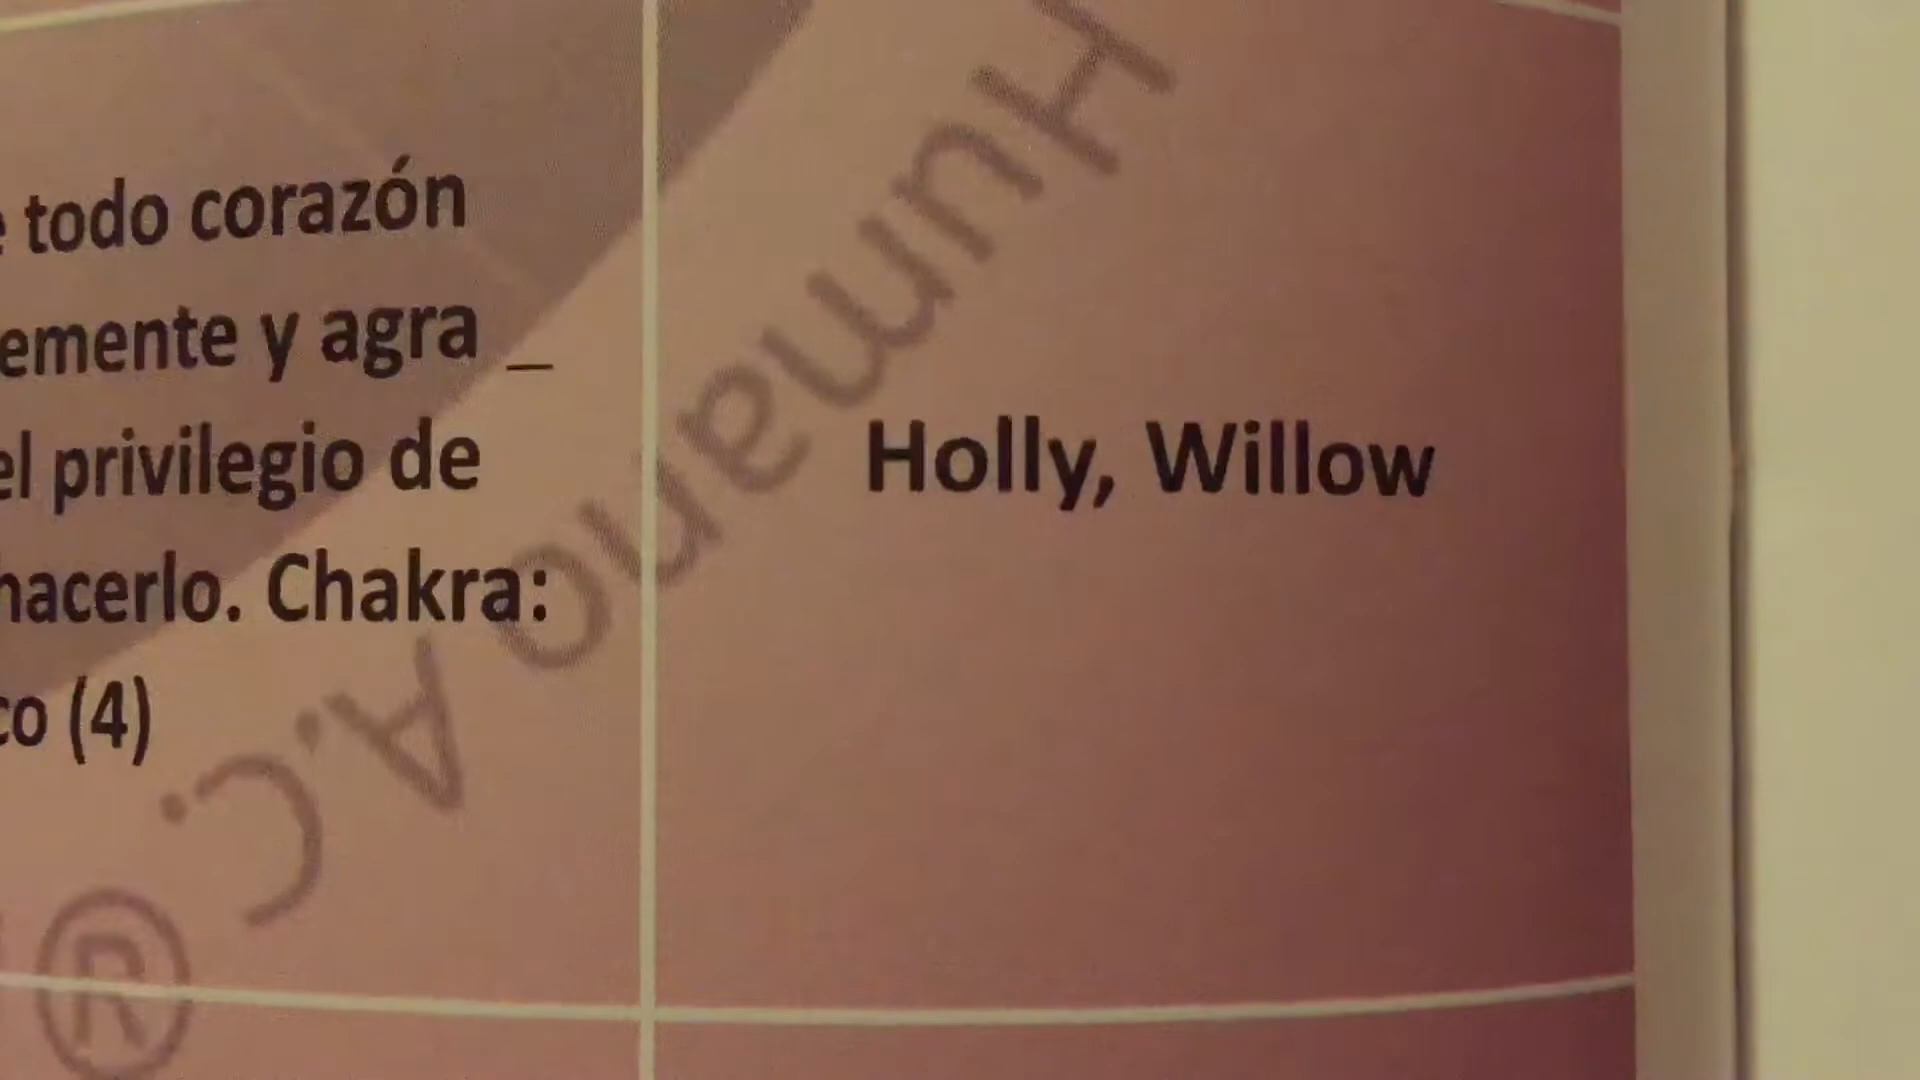 todo corazón
emente y agra _
el privilegio de
hacerlo. Chakra:
co (4)
Holly, Willow
Humano A.C.
®